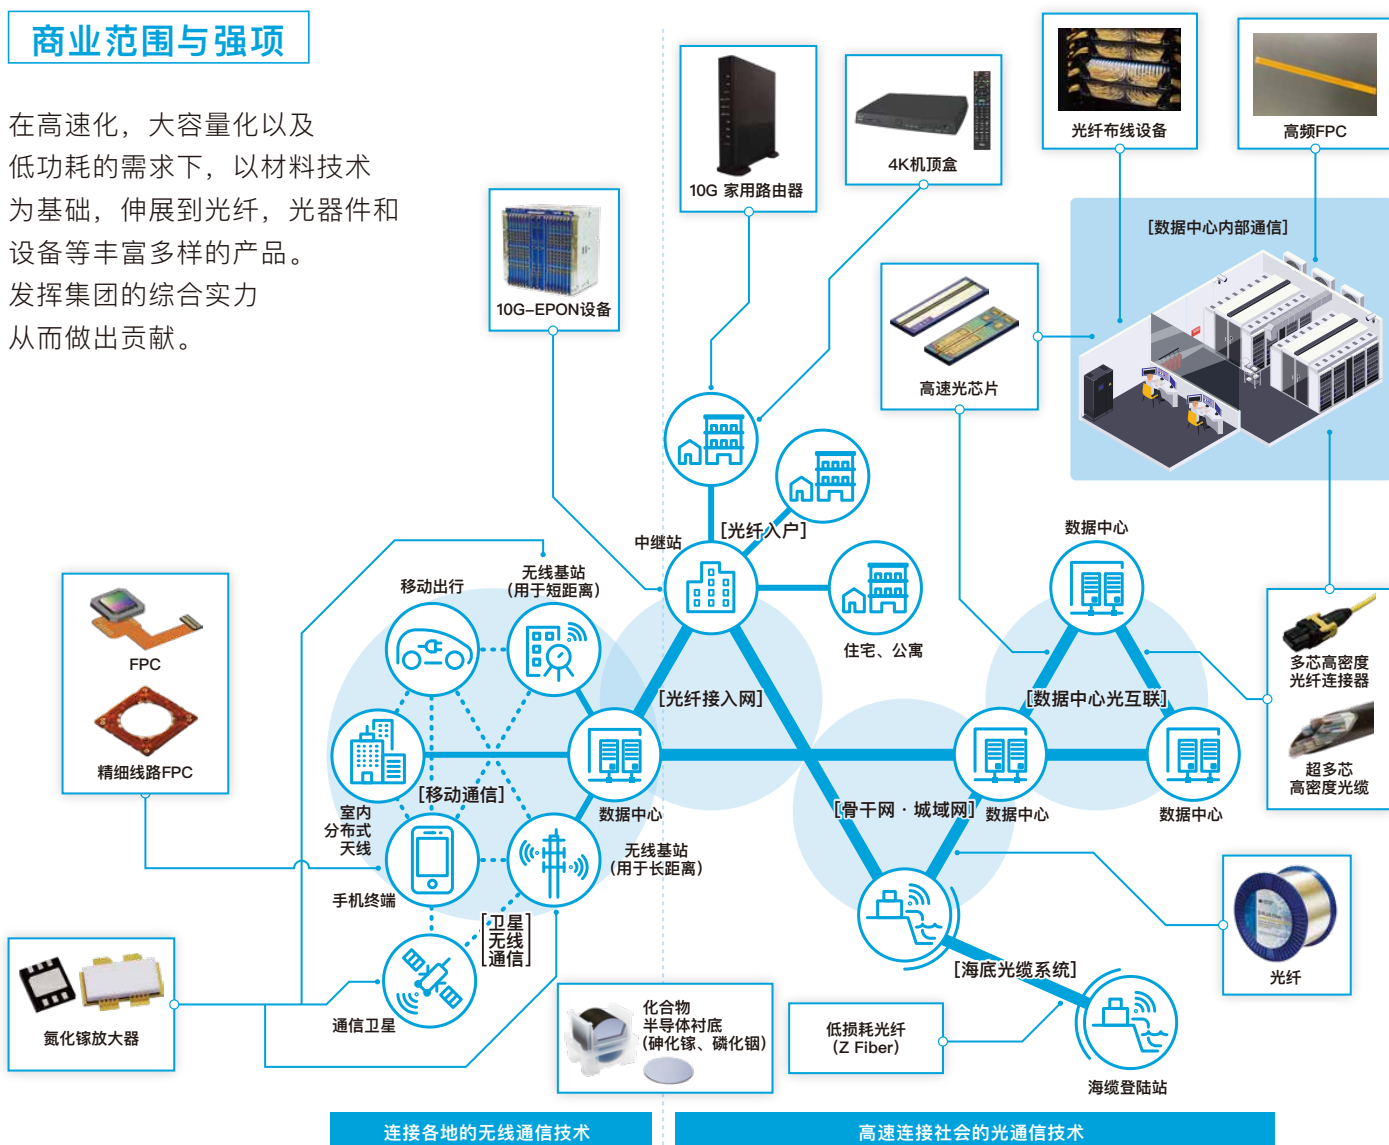 商业范围与强项
在高速化，大容量化以及
低功耗的需求下，以材料技术
为基础，伸展到光纤，光器件和
设备等丰富多样的产品。
发挥集团的综合实力
从而做出贡献。
10G-EPON设备
10G 家用路由器
4K机顶盒
光纤布线设备
高频FPC
[数据中心内部通信]
高速光芯片
中继站
[光纤入户]
住宅、公寓
数据中心
移动出行
无线基站
(用于短距离)
FPC
精细线路FPC
[光纤接入网]
[数据中心光互联]
多芯高密度
光纤连接器
超多芯
高密度光缆
[移动通信]
室内
分布式
天线
数据中心
[骨干网·城域网]
数据中心
数据中心
无线基站
(用于长距离)
手机终端
[卫星
无线
通信]
光纤
[海底光缆系统]
氮化镓放大器
通信卫星
化合物
半导体衬底
(砷化镓、磷化铟)
低损耗光纤
(Z Fiber)
海缆登陆站
连接各地的无线通信技术
高速连接社会的光通信技术